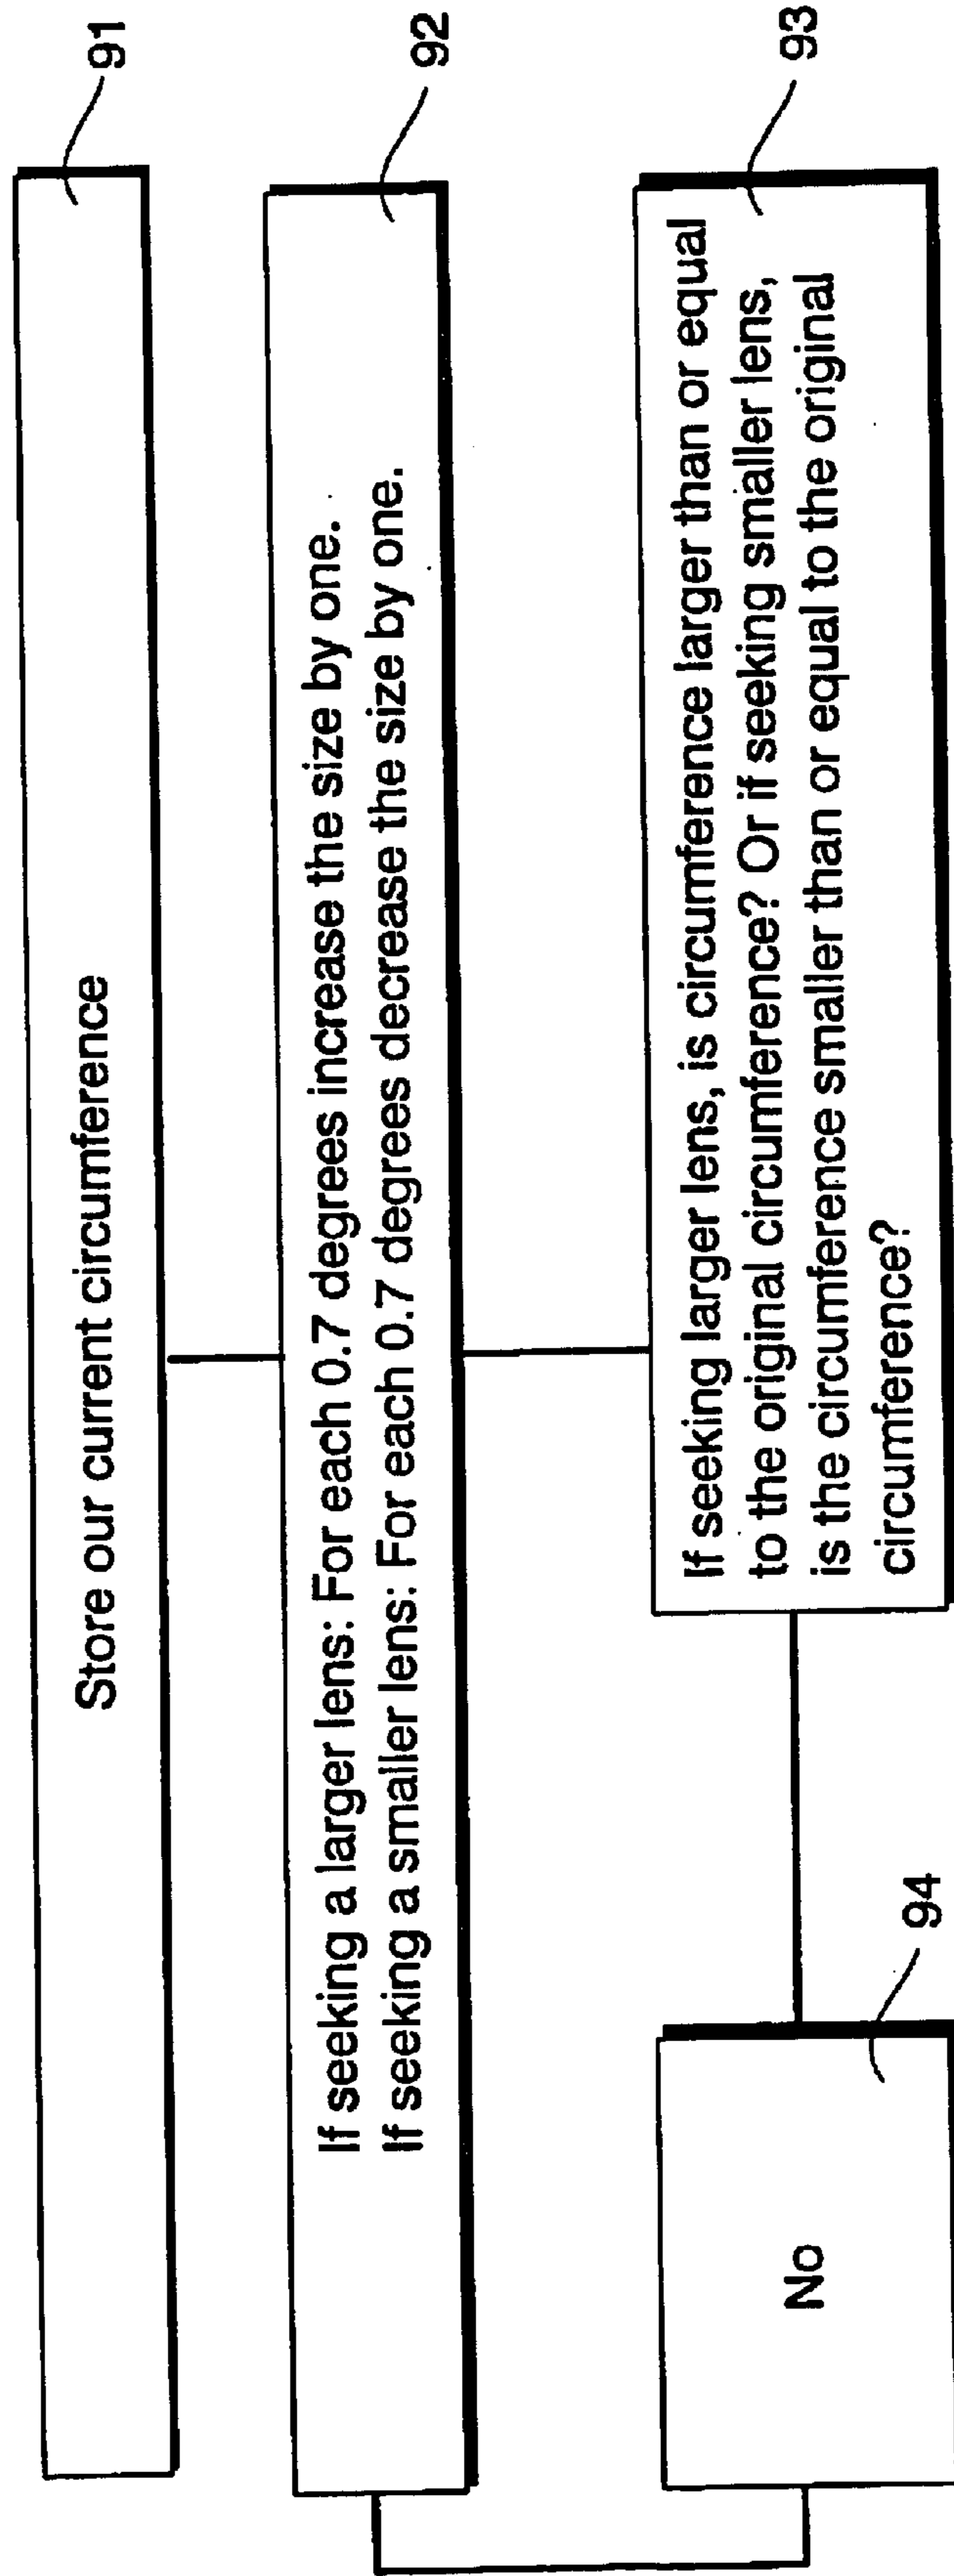 Store our current circumference
91
If seeking a larger lens: For each 0.7 degrees increase the size by one.
If seeking a smaller lens: For each 0.7 degrees decrease the size by one.
92
If seeking larger lens, is circumference larger than or equal
to the original circumference? Or if seeking smaller lens,
is the circumference smaller than or equal to the original
circumference?
93
No
94